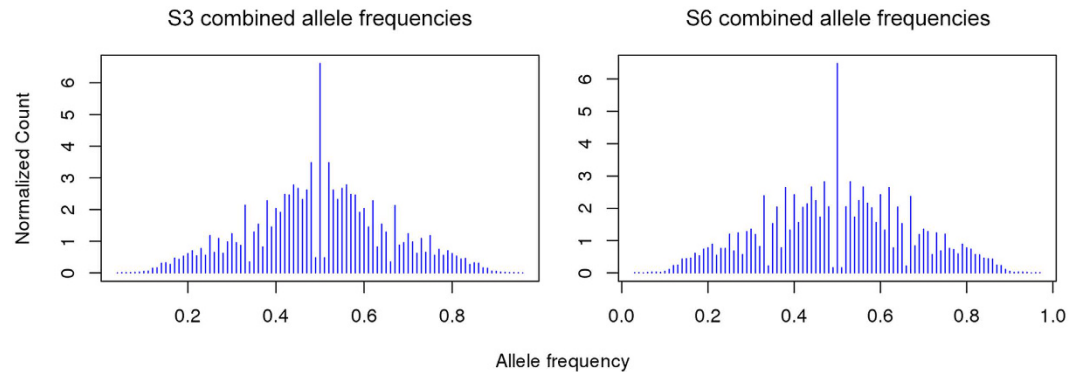 S3 combined allele frequencies
S6 combined allele frequencies
Normalized Count
0 1 2 3 4 5 6
0.2 0.4 0.6 0.8
0 1 2 3 4 5 6
0.0 0.2 0.4 0.6 0.8 1.0
Allele frequency